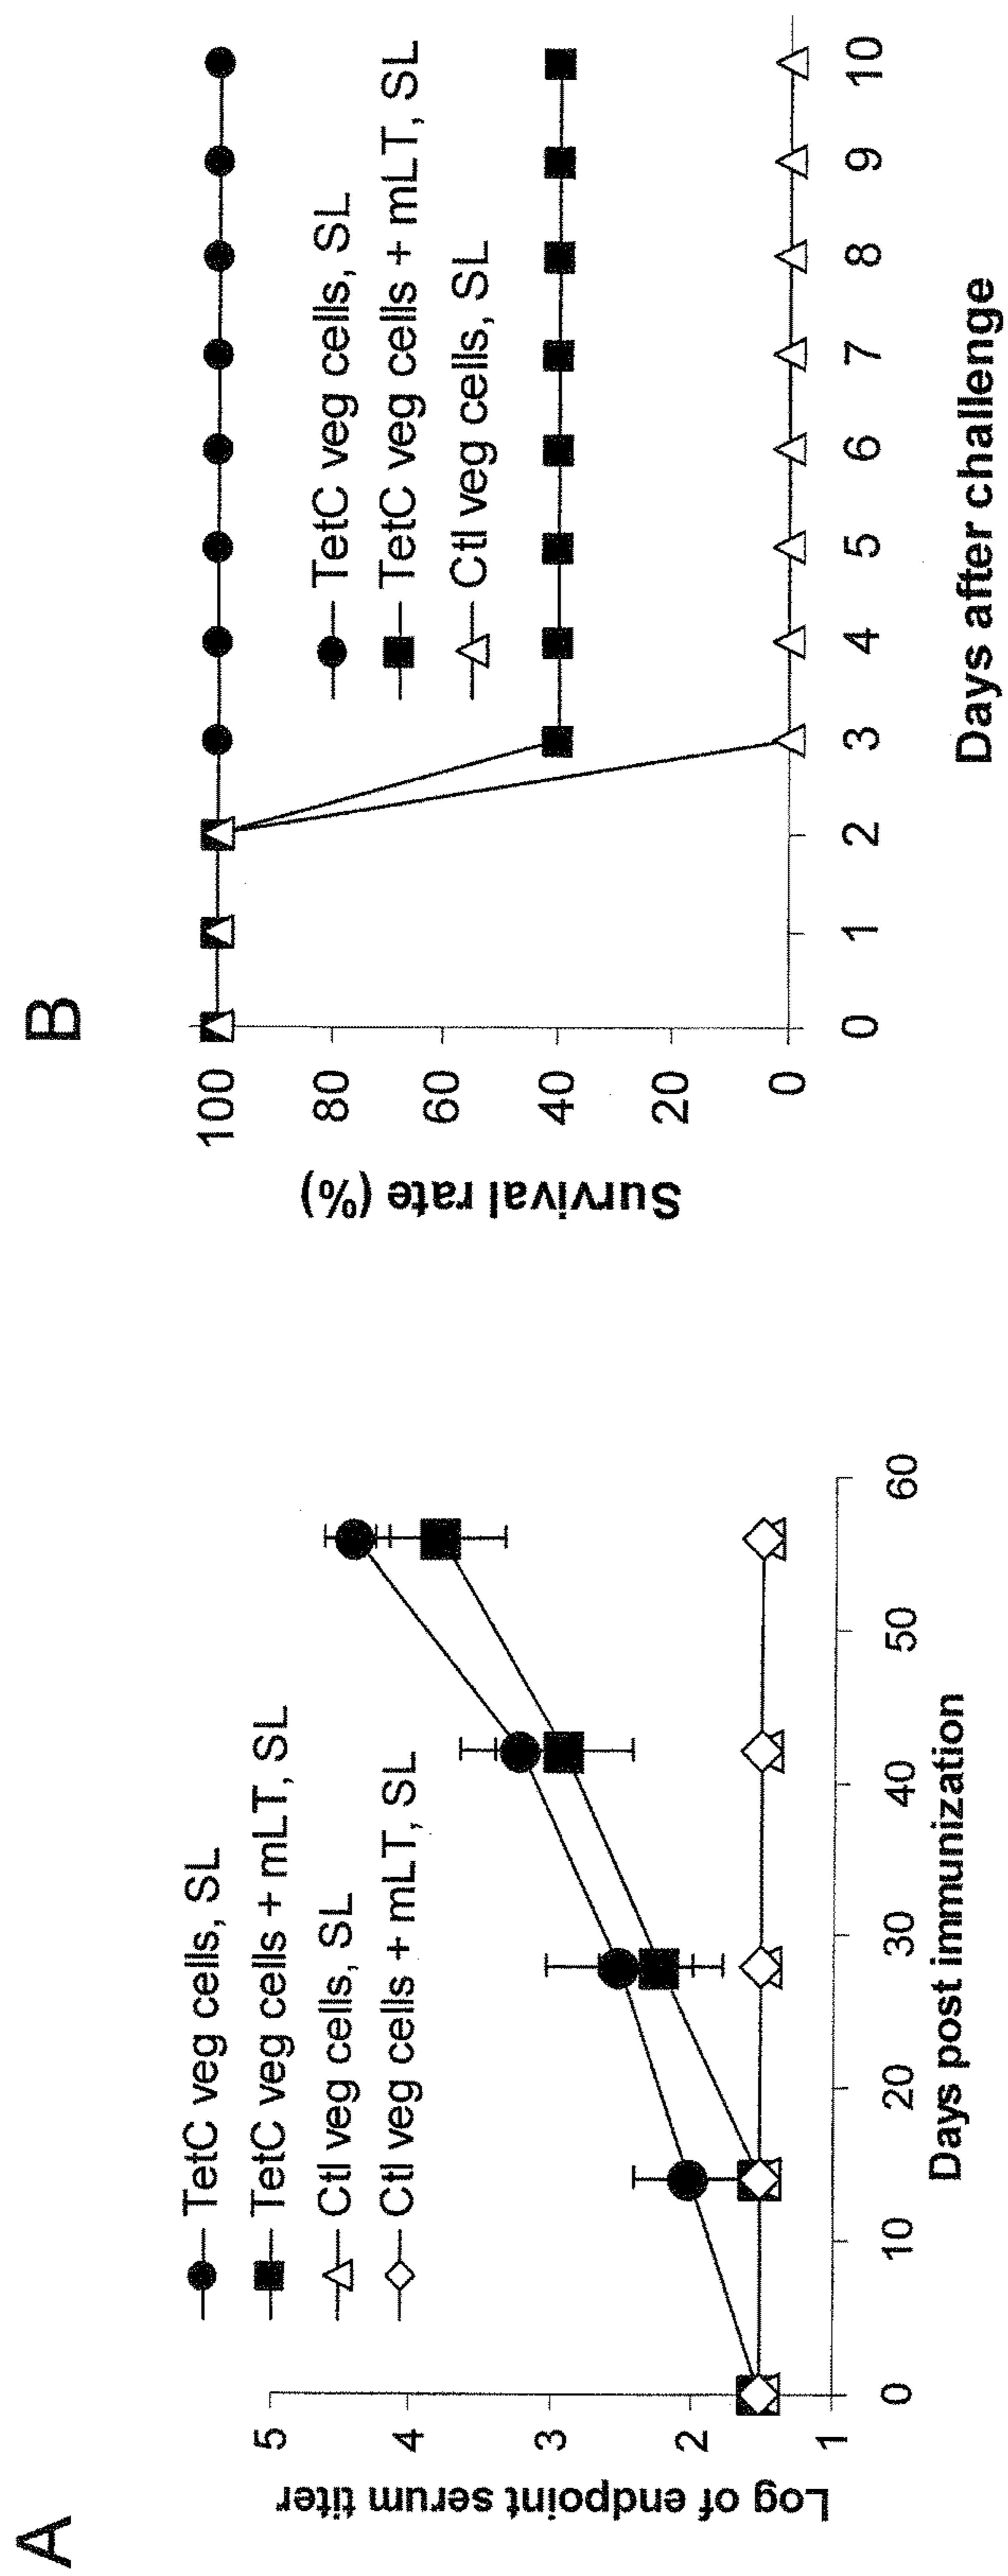 A
TetC veg cells, SL
TetC veg cells + mLT, SL
Ctl veg cells, SL
Ctl veg cells + mLT, SL
Log of endpoint serum titer
5
4
3
2
1
0
10
20
30
40
50
60
Days post immunization
B
TetC veg cells, SL
TetC veg cells + mLT, SL
Ctl veg cells, SL
Survival rate (%)
100
80
60
40
20
0
0
1
2
3
4
5
6
7
8
9
10
Days after challenge